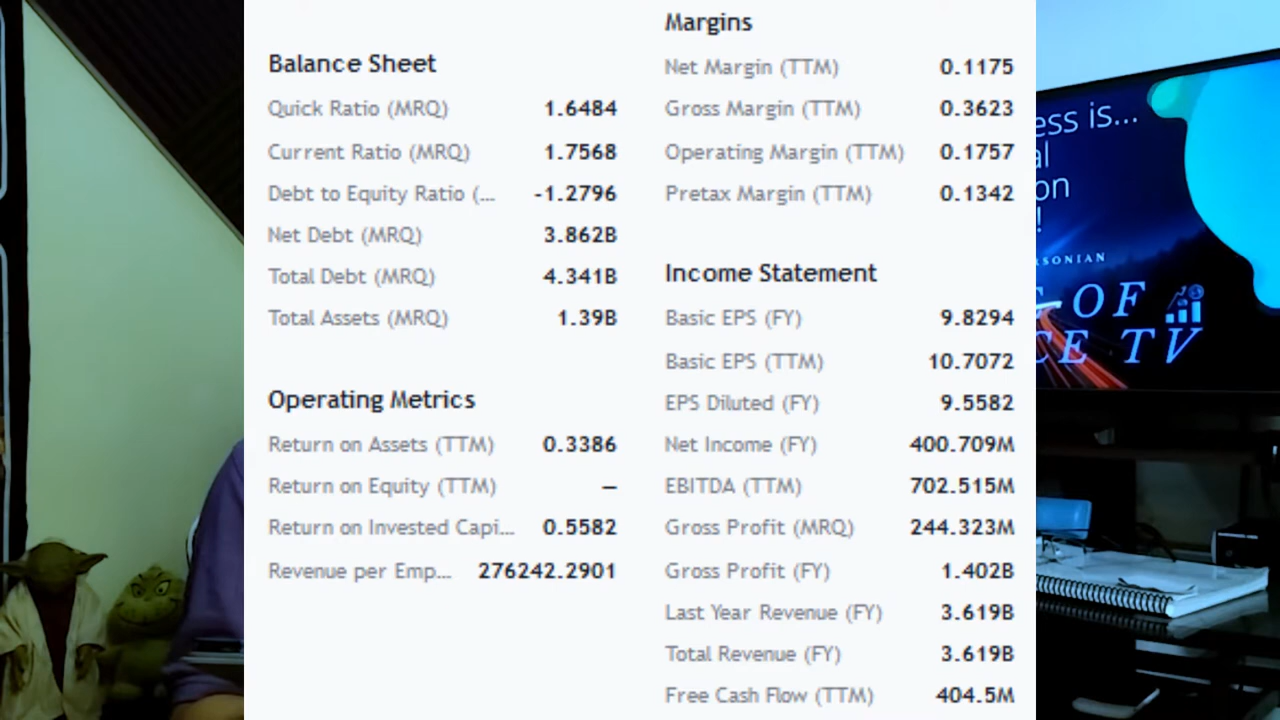 Balance Sheet
Quick Ratio (MRQ) 1.6484
Current Ratio (MRQ) 1.7568
Debt to Equity Ratio (... -1.2796
Net Debt (MRQ) 3.862B
Total Debt (MRQ) 4.341B
Total Assets (MRQ) 1.39B
Operating Metrics
Return on Assets (TTM) 0.3386
Return on Equity (TTM) —
Return on Invested Capi... 0.5582
Revenue per Emp... 276242.2901
Margins
Net Margin (TTM) 0.1175
Gross Margin (TTM) 0.3623
Operating Margin (TTM) 0.1757
Pretax Margin (TTM) 0.1342
Income Statement
Basic EPS (FY) 9.8294
Basic EPS (TTM) 10.7072
EPS Diluted (FY) 9.5582
Net Income (FY) 400.709M
EBITDA (TTM) 702.515M
Gross Profit (MRQ) 244.323M
Gross Profit (FY) 1.402B
Last Year Revenue (FY) 3.619B
Total Revenue (FY) 3.619B
Free Cash Flow (TTM) 404.5M
ess is...
al
on
!
RSONIAN
OF
CE TV